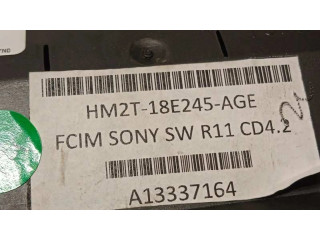 HM2T-18E245-AGE
FCIM SONY SW R11 CD4.2
A13337164